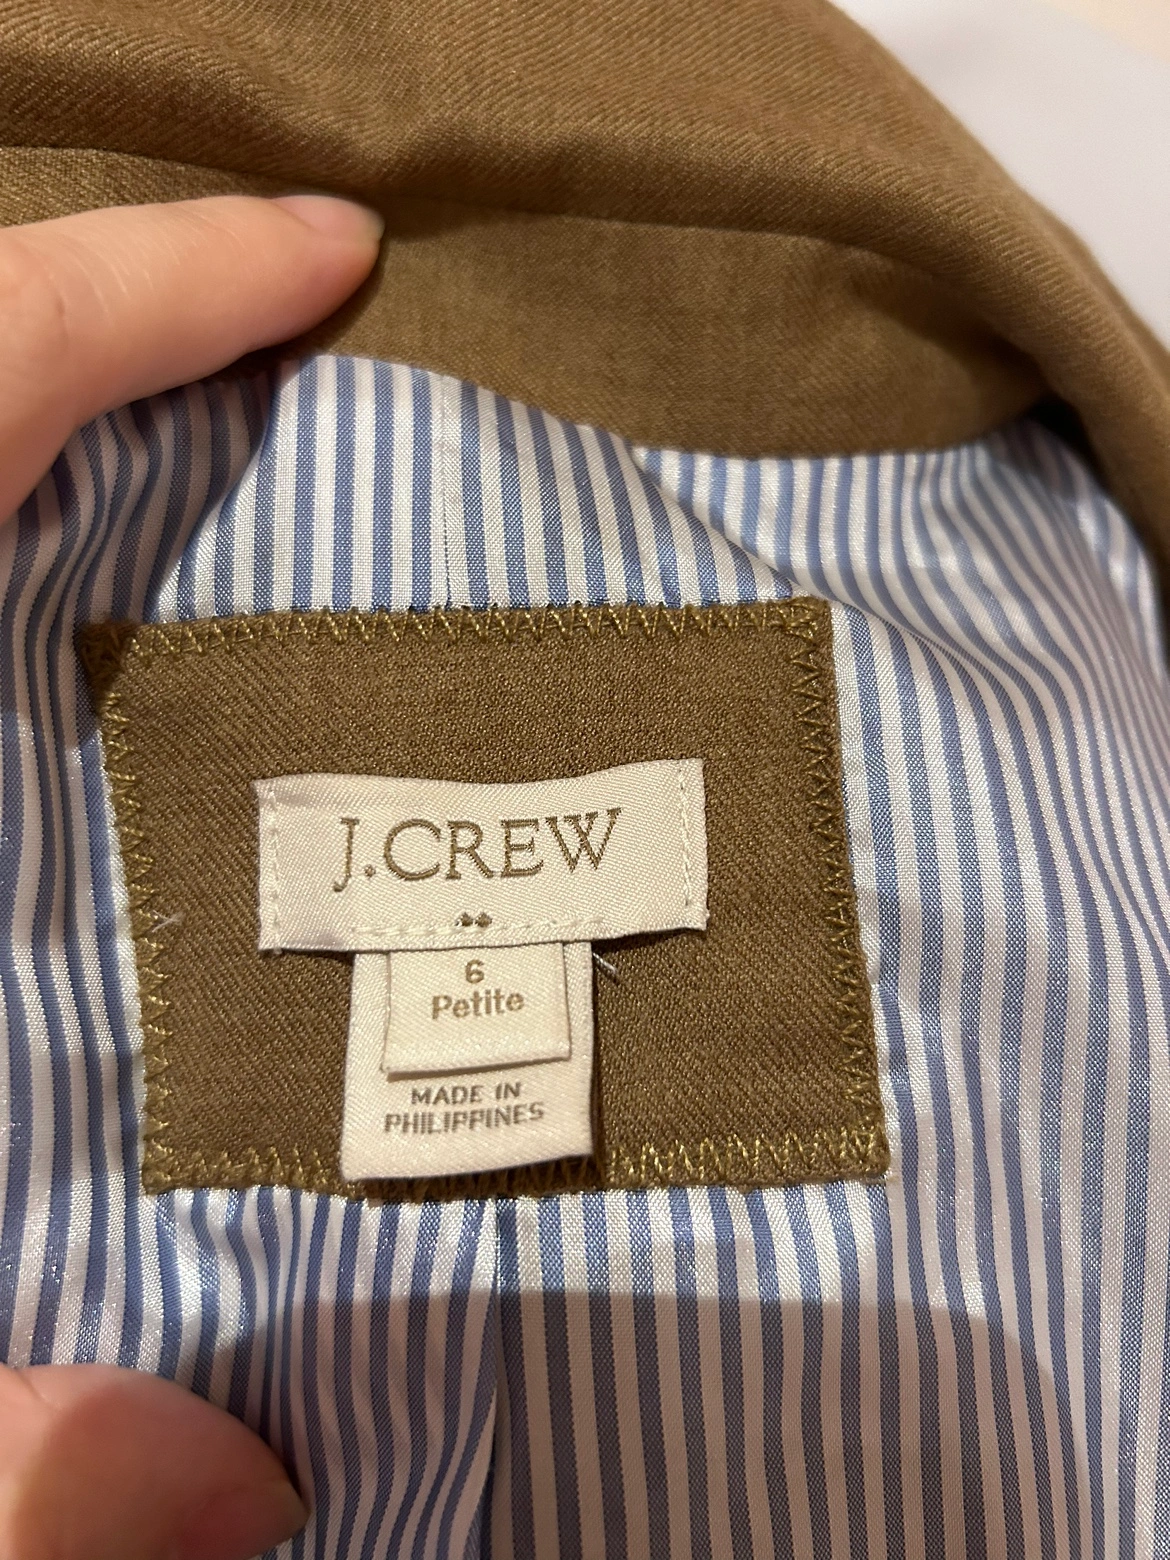 J.CREW
6
Petite
MADE IN
PHILIPPINES